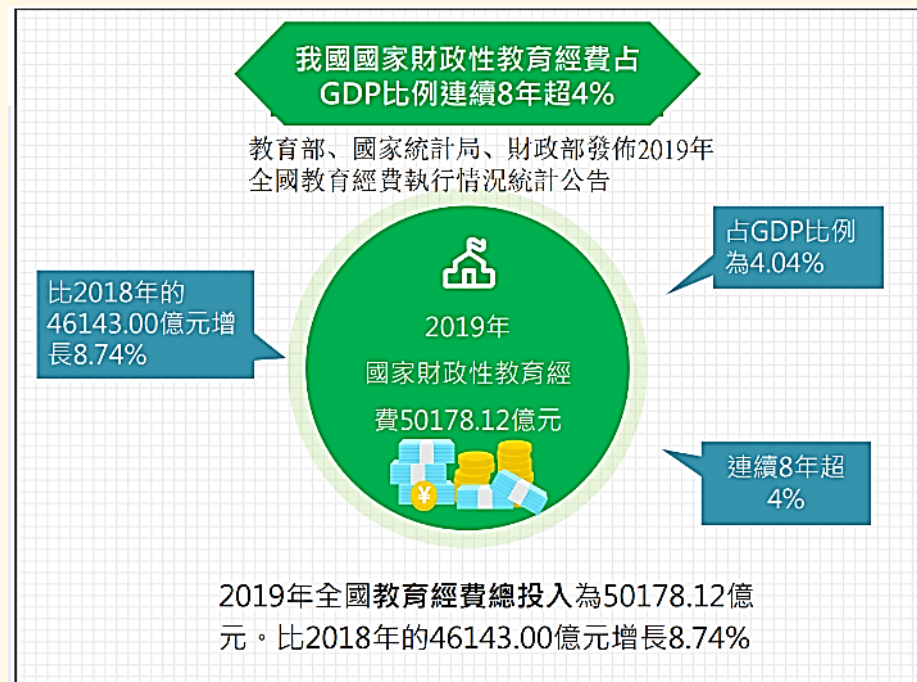 我國國家財政性教育經費占
GDP比例連續8年超4%
教育部、國家統計局、財政部發佈2019年
全國教育經費執行情況統計公告
占GDP比例
為4.04%
比2018年的
46143.00億元增
長8.74%
2019年
國家財政性教育經
費50178.12億元
¥
連續8年超
4%
2019年全國教育經費總投入為50178.12億
元。比2018年的46143.00億元增長8.74%